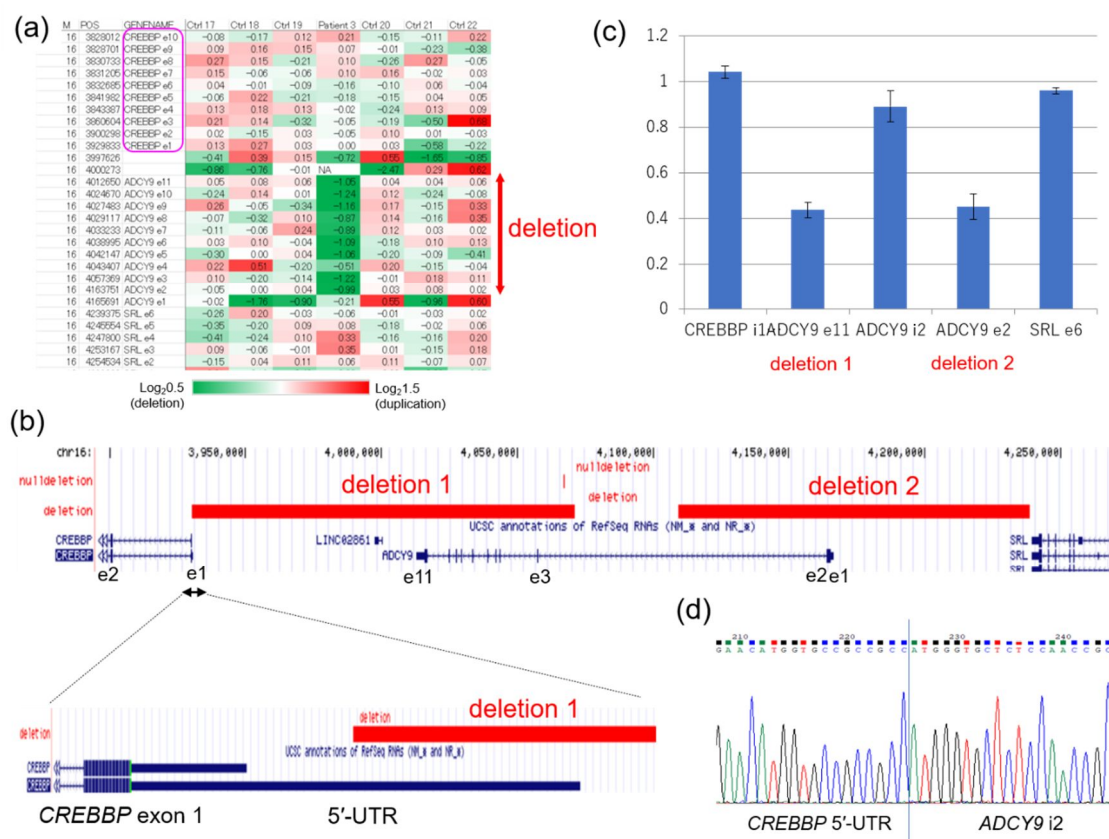 (a)
M POS GENENAME Ctrl 17 Ctrl 18 Ctrl 19 Patient 3 Ctrl 20 Ctrl 21 Ctrl 22
16 3828012 CREBBP e10 -0.08 -0.17 0.12 0.21 -0.15 -0.11 0.22
16 3828701 CREBBP e9 0.09 0.16 0.15 0.07 -0.01 -0.23 -0.38
16 3830733 CREBBP e8 0.27 0.15 -0.21 0.10 -0.26 0.27 -0.05
16 3831205 CREBBP e7 0.15 -0.06 -0.06 0.10 0.16 -0.02 0.03
16 3832685 CREBBP e6 0.04 -0.01 -0.09 -0.16 -0.10 0.04 -0.06
16 3841982 CREBBP e5 -0.06 0.22 -0.21 -0.18 0.15 0.04 0.05
16 3843387 CREBBP e4 0.13 0.18 0.13 -0.02 -0.24 -0.04 0.09
16 3860604 CREBBP e3 0.21 0.14 -0.32 -0.05 -0.19 -0.50 0.68
16 3900298 CREBBP e2 0.02 -0.15 0.03 -0.05 0.10 0.01 -0.03
16 3929833 CREBBP e1 0.13 0.27 0.03 0.00 0.03 -0.58 -0.22
16 3997626 -0.41 0.39 0.15 -0.72 0.55 -1.65 -0.85
16 4000273 -0.86 -0.76 -0.01 NA -2.47 0.29 0.62
16 4012650 ADCY9 e11 0.05 0.08 0.06 -1.05 0.04 0.04 0.06
16 4024670 ADCY9 e10 -0.24 0.14 0.01 -1.24 0.12 -0.24 -0.08
16 4027483 ADCY9 e9 0.26 -0.05 -0.34 -1.16 0.17 -0.01 0.33
16 4029117 ADCY9 e8 -0.07 -0.32 0.10 -0.87 0.14 -0.02 0.35
16 4033233 ADCY9 e7 -0.11 -0.06 0.24 -0.89 0.12 0.03 0.02
16 4038995 ADCY9 e6 0.03 0.10 -0.04 -1.09 -0.18 0.10 0.13
16 4042147 ADCY9 e5 -0.30 0.00 0.04 -1.06 -0.20 -0.09 -0.41
16 4043407 ADCY9 e4 0.22 0.51 -0.20 -0.51 0.20 -0.15 -0.04
16 4057369 ADCY9 e3 0.10 -0.20 -0.14 -1.22 -0.01 0.18 0.11
16 4163751 ADCY9 e2 -0.03 0.05 0.04 -0.99 0.03 0.08 0.02
16 4165691 ADCY9 e1 -0.02 -1.76 -0.90 -0.21 0.55 -0.96 0.60
16 4239375 SRL e6 -0.26 0.20 -0.03 -0.06 -0.01 -0.03 0.02
16 4245554 SRL e5 -0.35 -0.20 0.09 0.08 -0.18 -0.02 0.06
16 4247800 SRL e4 -0.41 -0.24 0.10 0.33 -0.02 -0.16 0.20
16 4253167 SRL e3 0.09 -0.06 -0.01 0.35 0.01 -0.15 0.18
16 4254534 SRL e2 -0.15 0.04 0.11 0.06 0.11 -0.07 0.07
deletion
Log₂0.5
(deletion)
Log₂1.5
(duplication)
(c)
1.2
1
0.8
0.6
0.4
0.2
0
CREBBP i1 ADCY9 e11 ADCY9 i2 ADCY9 e2 SRL e6
deletion 1 deletion 2
(b)
chr16: 3,950,000| 4,000,000| 4,050,000| 4,100,000| 4,150,000| 4,200,000| 4,250,000|
nulldeletion
nulldeletion
deletion 1 deletion deletion 2
deletion
UCSC annotations of RefSeq RNAs (NM_* and NR_*)
CREBBP LINC02861 SRL
CREBBP ADCY9 SRL
SRL
e2 e1 e11 e3 e2e1
deletion
deletion 1
deletion
UCSC annotations of RefSeq RNAs (NM_* and NR_*)
CREBBP
CREBBP
CREBBP exon 1 5′-UTR
(d)
210 220 230 240
GAACATGGTGCCGCCGCCATGGGTGCTCTCCAACCGC
CREBBP 5′-UTR ADCY9 i2